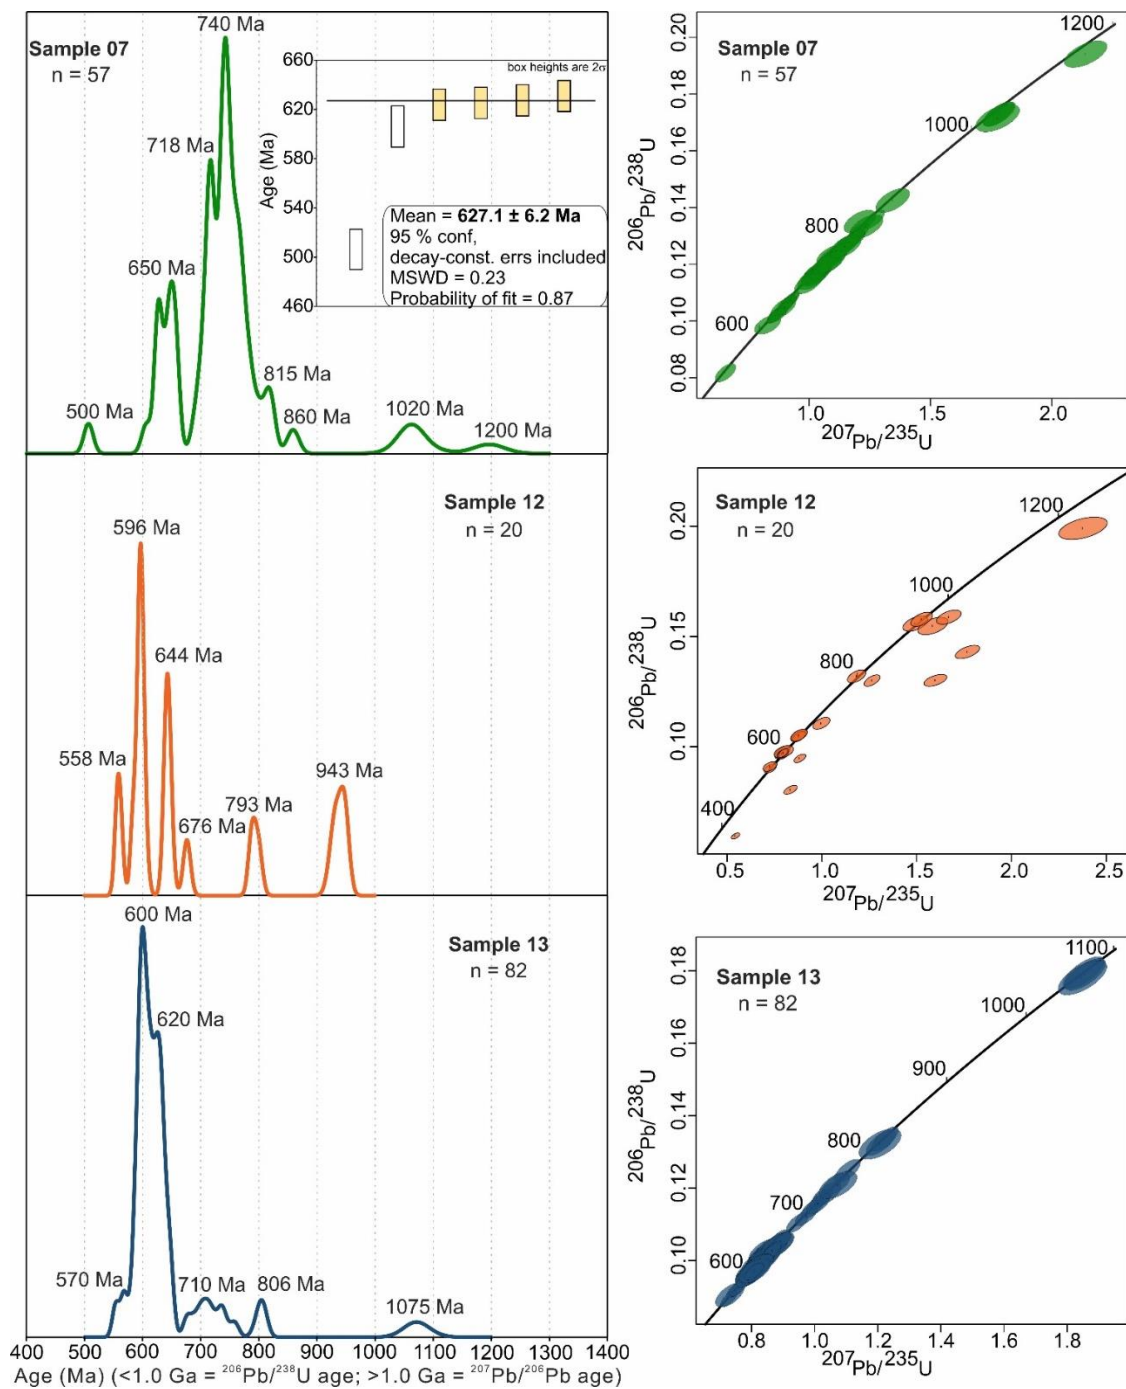 Sample 07
n = 57
740 Ma
718 Ma
650 Ma
500 Ma
815 Ma
860 Ma
1020 Ma
1200 Ma
Age (Ma)
660
620
580
540
500
460
box heights are 2σ
Mean = 627.1 ± 6.2 Ma
95 % conf,
decay-const. errs included
MSWD = 0.23
Probability of fit = 0.87
Sample 07
n = 57
206Pb/238U
0.20
0.18
0.16
0.14
0.12
0.10
0.08
600
800
1000
1200
1.0 1.5 2.0
207Pb/235U
Sample 12
n = 20
596 Ma
644 Ma
558 Ma
676 Ma
793 Ma
943 Ma
Sample 12
n = 20
206Pb/238U
0.20
0.15
0.10
400
600
800
1000
1200
0.5 1.0 1.5 2.0 2.5
207Pb/235U
Sample 13
n = 82
600 Ma
620 Ma
570 Ma
710 Ma
806 Ma
1075 Ma
400 500 600 700 800 900 1000 1100 1200 1300 1400
Age (Ma) (<1.0 Ga = 206Pb/238U age; >1.0 Ga = 207Pb/206Pb age)
Sample 13
n = 82
206Pb/238U
0.18
0.16
0.14
0.12
0.10
600
700
800
900
1000
1100
0.8 1.0 1.2 1.4 1.6 1.8
207Pb/235U